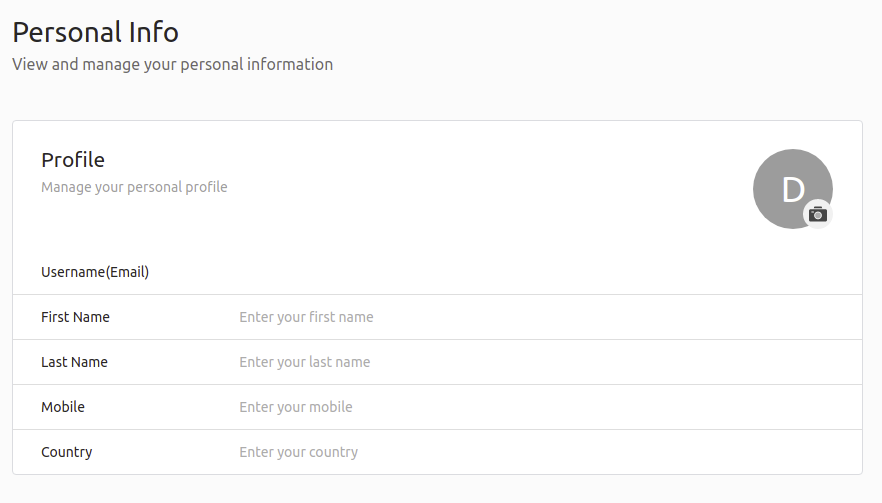 Personal Info
View and manage your personal information
Profile
Manage your personal profile
D
Username(Email)
First Name Enter your first name
Last Name Enter your last name
Mobile Enter your mobile
Country Enter your country